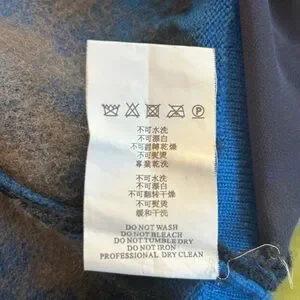 不可水洗
不可漂白
不可翻轉乾燥
不可熨燙
專業乾洗
不可水洗
不可漂白
不可翻转干燥
不可熨烫
缓和干洗
DO NOT WASH
DO NOT BLEACH
DO NOT TUMBLE DRY
DO NOT IRON
PROFESSIONAL DRY CLEAN